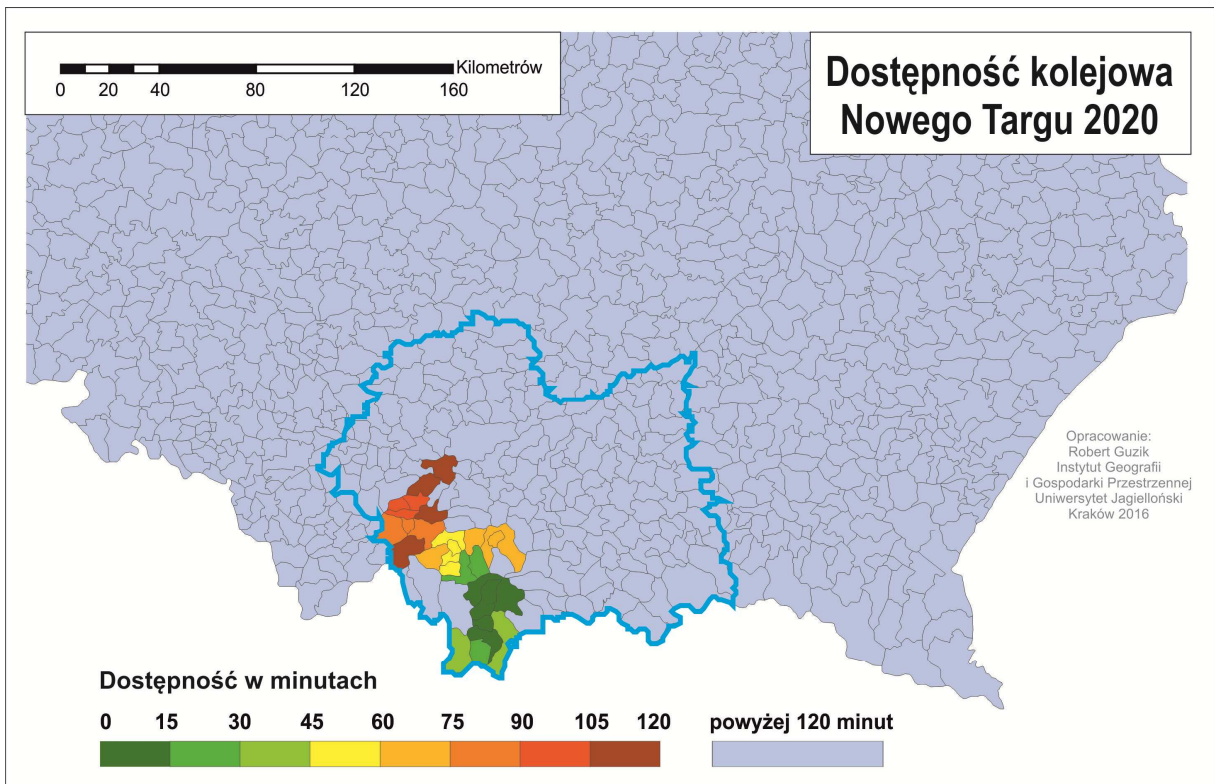 Kilometrów
0 20 40 80 120 160
Dostępność kolejowa
Nowego Targu 2020
Opracowanie:
Robert Guzik
Instytut Geografii
i Gospodarki Przestrzennej
Uniwersytet Jagielloński
Kraków 2016
Dostępność w minutach
0 15 30 45 60 75 90 105 120 powyżej 120 minut